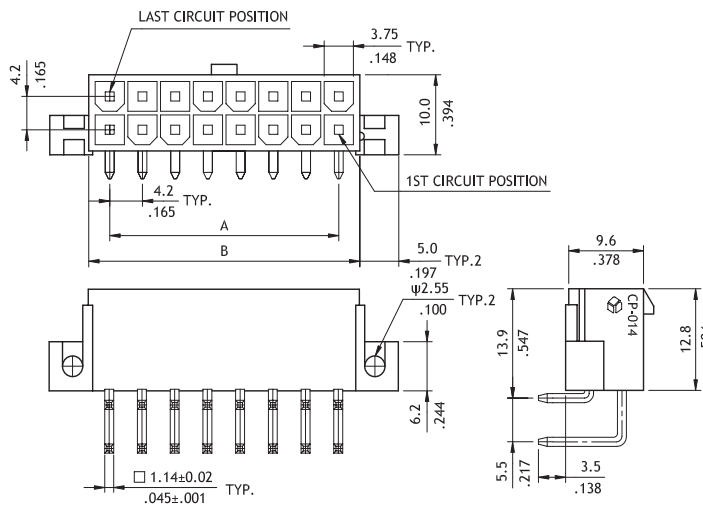 LAST CIRCUIT POSITION
3.75
.148
TYP.
4.2
.165
10.0
.394
1ST CIRCUIT POSITION
4.2
.165
TYP.
A
B
5.0
.197
TYP.2
ψ2.55
.100
TYP.2
6.2
.244
□ 1.14±0.02
.045±.001
TYP.
9.6
.378
CP-014
13.9
.547
12.8
5.5
.217
3.5
.138